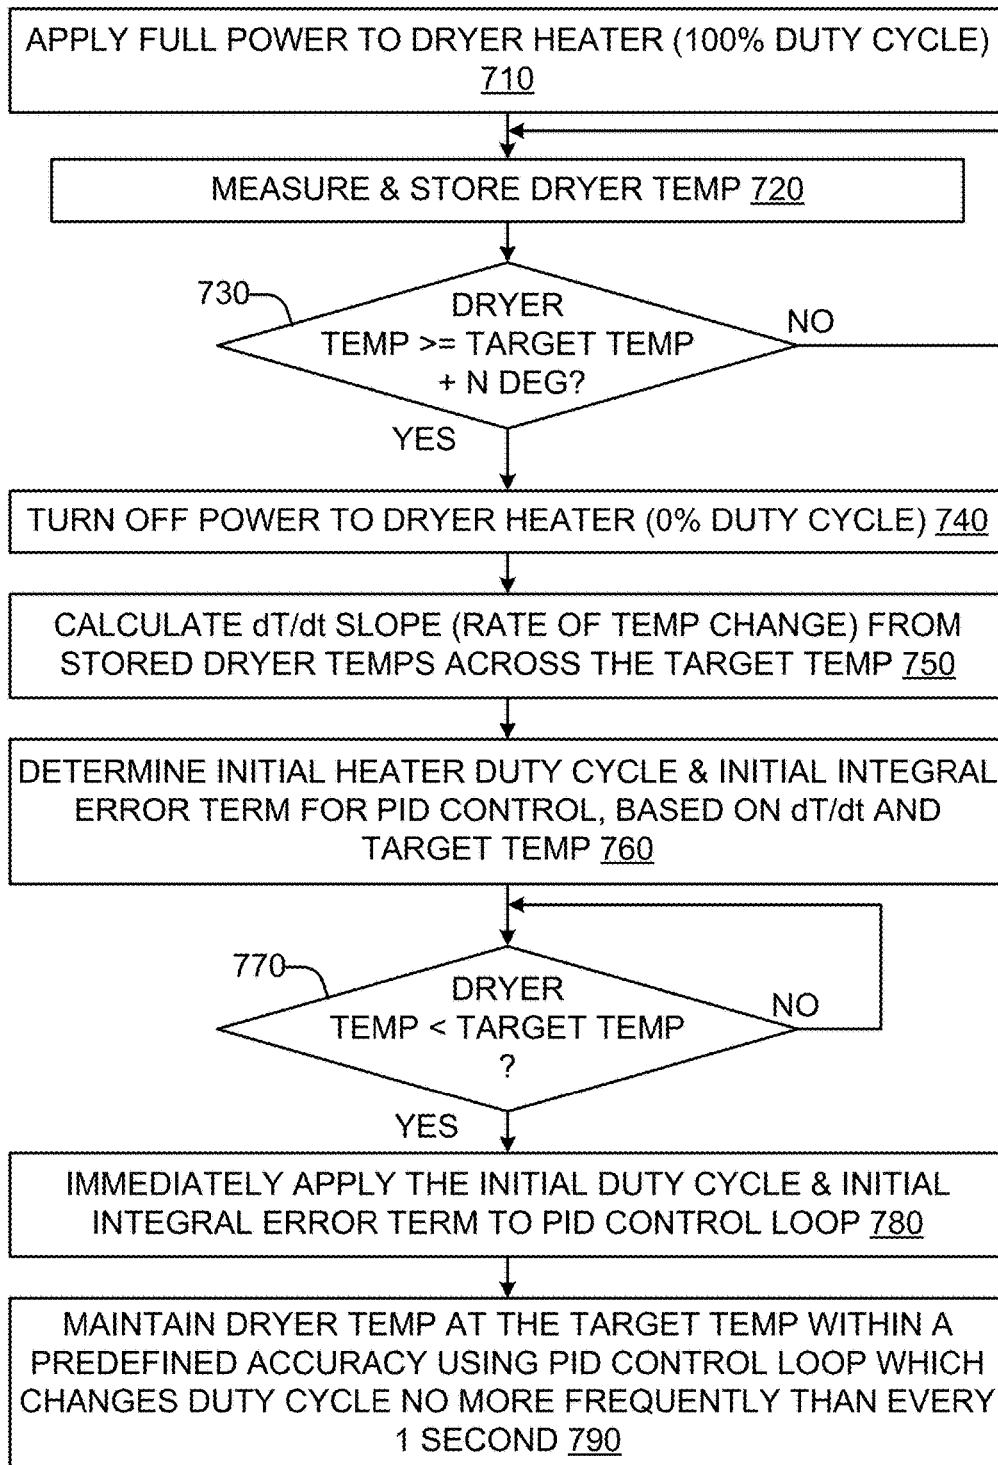 APPLY FULL POWER TO DRYER HEATER (100% DUTY CYCLE)
710
MEASURE & STORE DRYER TEMP 720
730
DRYER
TEMP >= TARGET TEMP
+ N DEG?
NO
YES
TURN OFF POWER TO DRYER HEATER (0% DUTY CYCLE) 740
CALCULATE dT/dt SLOPE (RATE OF TEMP CHANGE) FROM
STORED DRYER TEMPS ACROSS THE TARGET TEMP 750
DETERMINE INITIAL HEATER DUTY CYCLE & INITIAL INTEGRAL
ERROR TERM FOR PID CONTROL, BASED ON dT/dt AND
TARGET TEMP 760
770
DRYER
TEMP < TARGET TEMP
?
NO
YES
IMMEDIATELY APPLY THE INITIAL DUTY CYCLE & INITIAL
INTEGRAL ERROR TERM TO PID CONTROL LOOP 780
MAINTAIN DRYER TEMP AT THE TARGET TEMP WITHIN A
PREDEFINED ACCURACY USING PID CONTROL LOOP WHICH
CHANGES DUTY CYCLE NO MORE FREQUENTLY THAN EVERY
1 SECOND 790